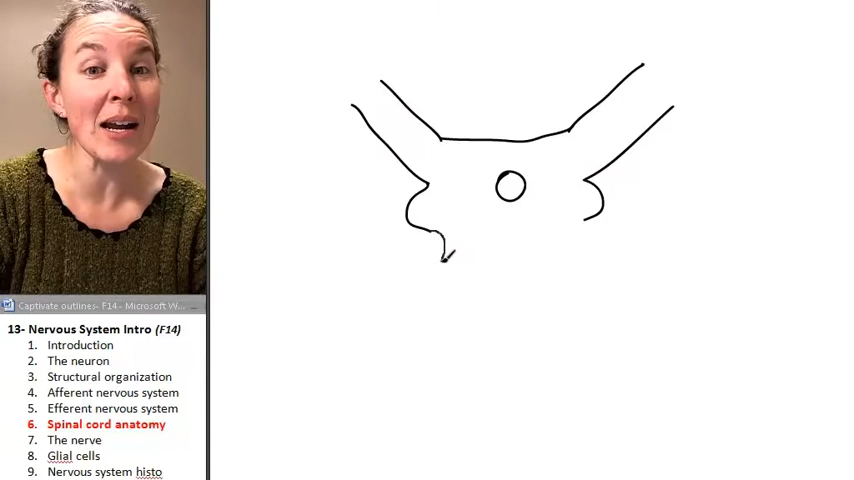 Captivate outlines- F14 - Microsoft W...
13- Nervous System Intro (F14)
1. Introduction
2. The neuron
3. Structural organization
4. Afferent nervous system
5. Efferent nervous system
6. Spinal cord anatomy
7. The nerve
8. Glial cells
9. Nervous system histo